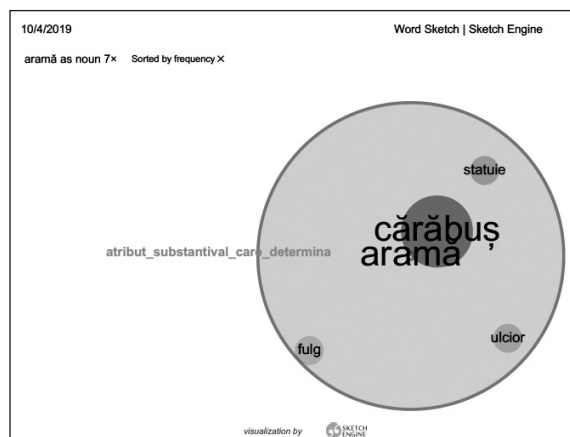 10/4/2019 Word Sketch | Sketch Engine
aramă as noun 7× Sorted by frequency ×
statuie
cărăbuș
aramă
atribut_substantival_care_determina
ulcior
fulg
visualization by SKETCH ENGINE